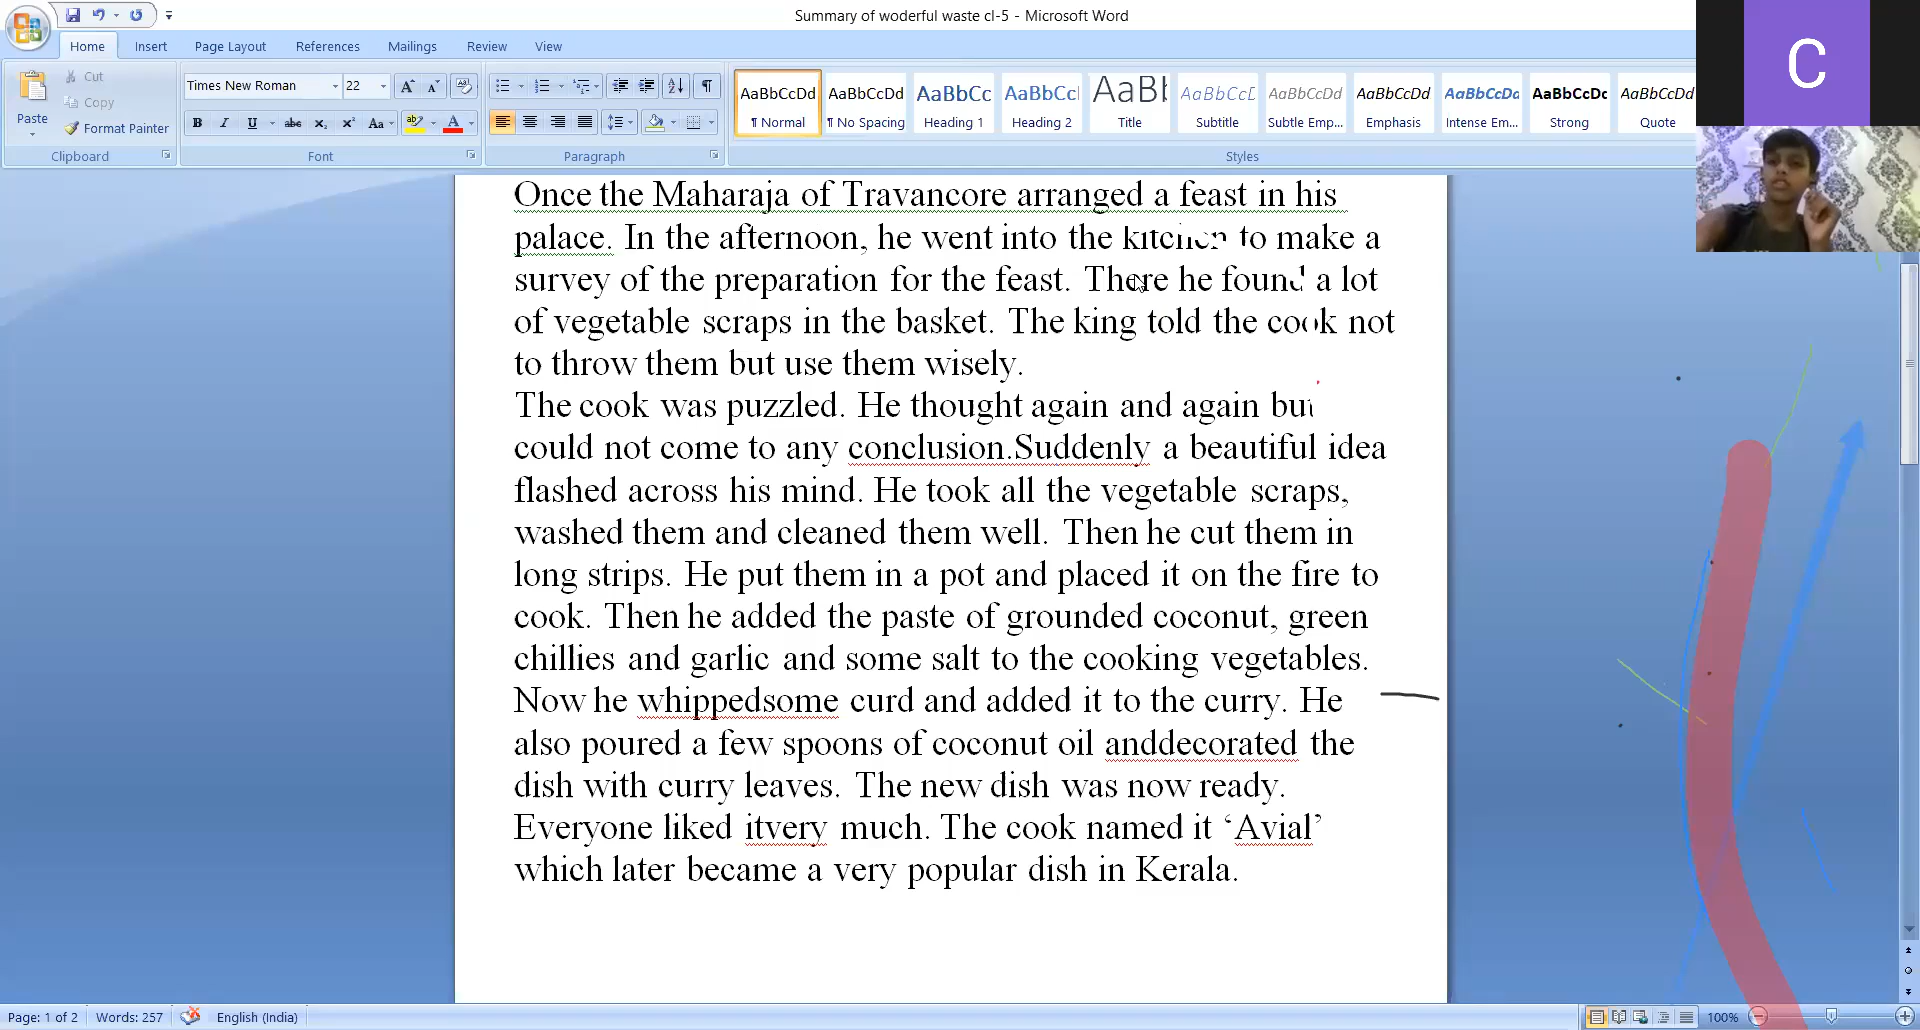 Summary of woderful waste cl-5 - Microsoft Word
Home Insert Page Layout References Mailings Review View
Paste
Cut
Copy
Format Painter
Clipboard
Times New Roman 22
Font
Paragraph
AaBbCcDd AaBbCcDd AaBbCc AaBbCc AaBb AaBbCcD AaBbCcDd AaBbCcDd AaBbCcDd AaBbCcDc AaBbCcDd
¶ Normal ¶ No Spacing Heading 1 Heading 2 Title Subtitle Subtle Emp... Emphasis Intense Em... Strong Quote
Styles
C
Once the Maharaja of Travancore arranged a feast in his
palace. In the afternoon, he went into the kitchen to make a
survey of the preparation for the feast. There he found a lot
of vegetable scraps in the basket. The king told the cook not
to throw them but use them wisely.
The cook was puzzled. He thought again and again but
could not come to any conclusion.Suddenly a beautiful idea
flashed across his mind. He took all the vegetable scraps,
washed them and cleaned them well. Then he cut them in
long strips. He put them in a pot and placed it on the fire to
cook. Then he added the paste of grounded coconut, green
chillies and garlic and some salt to the cooking vegetables.
Now he whippedsome curd and added it to the curry. He
also poured a few spoons of coconut oil anddecorated the
dish with curry leaves. The new dish was now ready.
Everyone liked itvery much. The cook named it ‘Avial’
which later became a very popular dish in Kerala.
Page: 1 of 2 Words: 257 English (India) 100%